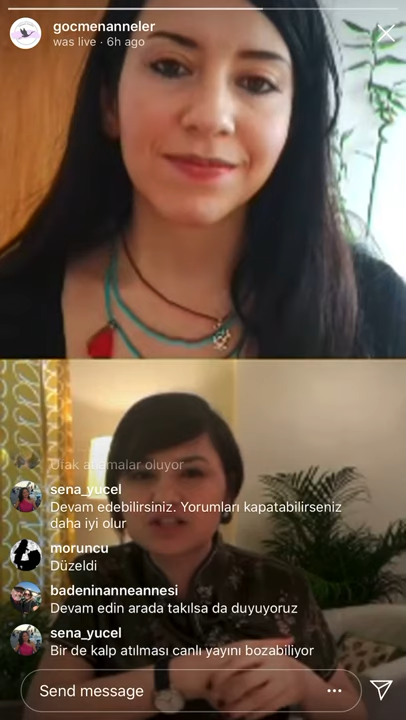 gocmenanneler
was live · 6h ago
oluyor
sena_yucel
Devam edebilirsiniz. Yorumları kapatabilirseniz
daha iyi olur
moruncu
Düzeldi
badeninanneannesi
Devam edin arada takılsa da duyuyoruz
sena_yucel
Bir de kalp atılması canlı yayını bozabiliyor
Send message